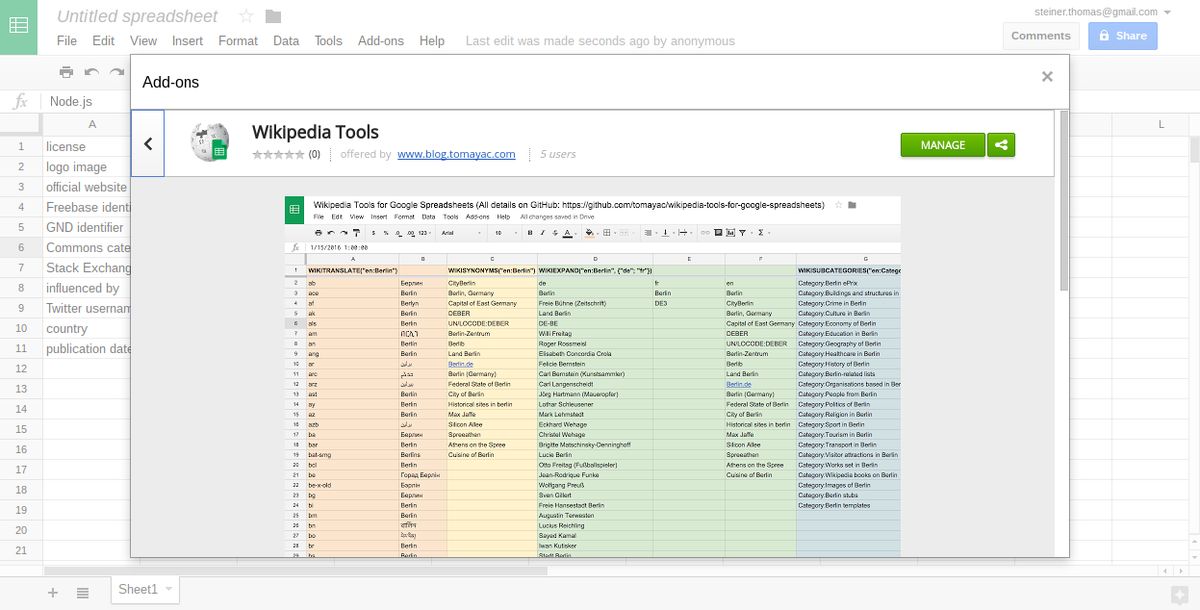 Untitled spreadsheet
steiner.thomas@gmail.com
File Edit View Insert Format Data Tools Add-ons Help Last edit was made seconds ago by anonymous
Comments Share
fx Node.js
A L
1 license
2 logo image
3 official website
4 Freebase identi
5 GND identifier
6 Commons cate
7 Stack Exchang
8 influenced by
9 Twitter usernam
10 country
11 publication date
12
13
14
15
16
17
18
19
20
21
Add-ons
Wikipedia Tools
(0) offered by www.blog.tomayac.com 5 users
MANAGE
Wikipedia Tools for Google Spreadsheets (All details on GitHub: https://github.com/tomayac/wikipedia-tools-for-google-spreadsheets)
File Edit View Insert Format Data Tools Add-ons Help All changes saved in Drive
$ % .0 .00 123 Arial 10 B I S A
fx 1/15/2016 1:00:00
A B C D E F G
1 WIKITRANSLATE("en:Berlin") WIKISYNONYMS("en:Berlin") WIKIEXPAND("en:Berlin", {"de"; "fr"}) WIKISUBCATEGORIES("en:Catego
2 ab Берлин CityBerlin de fr en Category:Berlin ePrix
3 ace Berlin Berlin, Germany Berlin Berlin Berlin Category:Buildings and structures in
4 af Berlyn Capital of East Germany Freie Bühne (Zeitschrift) DE3 CityBerlin Category:Crime in Berlin
5 ak Berlin DEBER Land Berlin Berlin, Germany Category:Culture in Berlin
6 als Berlin UN/LOCODE:DEBER DE-BE Capital of East Germany Category:Economy of Berlin
7 am Berlin-Zentrum Willi Freitag DEBER Category:Education in Berlin
8 an Berlín Berlib Roger Rossmeisl UN/LOCODE:DEBER Category:Geography of Berlin
9 ang Berlin Land Berlin Elisabeth Concordia Crola Berlin-Zentrum Category:Healthcare in Berlin
10 ar برلين Berlin.de Felicie Bernstein Berlib Category:History of Berlin
11 arc Berlin (Germany) Carl Bernstein (Kunstsammler) Land Berlin Category:Berlin-related lists
12 arz برلين Federal State of Berlin Carl Langenscheidt Berlin.de Category:Organisations based in Ber
13 ast Berlín City of Berlin Jörg Hartmann (Maueropfer) Berlin (Germany) Category:People from Berlin
14 ay Berlin Historical sites in berlin Lothar Schleusener Federal State of Berlin Category:Politics of Berlin
15 az Berlin Max Jaffe Mark Lehmstedt City of Berlin Category:Religion in Berlin
16 azb برلین Silicon Allee Eckhard Wehage Historical sites in berlin Category:Sport in Berlin
17 ba Берлин Spreeathen Christel Wehage Max Jaffe Category:Tourism in Berlin
18 bar Berlin Athens on the Spree Brigitte Matschinsky-Denninghoff Silicon Allee Category:Transport in Berlin
19 bat-smg Berlīns Cuisine of Berlin Lucie Berlin Spreeathen Category:Visitor attractions in Berlin
20 bcl Berlin Otto Freitag (Fußballspieler) Athens on the Spree Category:Works set in Berlin
21 be Горад Берлін Jean-Rodrique Funke Cuisine of Berlin Category:Wikipedia books on Berlin
22 be-x-old Бэрлін Wolfgang Preuß Category:Images of Berlin
23 bg Берлин Sven Gillert Category:Berlin stubs
24 bi Berlin Freie Hansestadt Berlin Category:Berlin templates
25 bm Berlin Augustin Terwesten
26 bn বার্লিন Lucius Reichling
27 bo Sayed Kamal
28 br Berlin Iwan Kutisker
29 bs Berlin Stadt Berlin
Sheet1